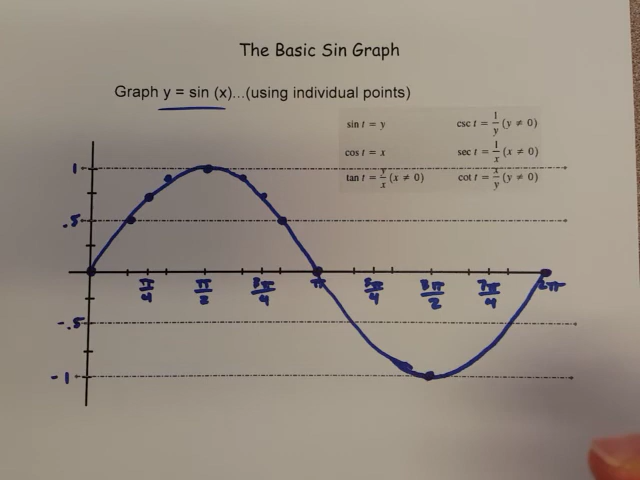 The Basic Sin Graph
Graph y = sin (x)...(using individual points)
sin t = y    csc t = 1/y (y ≠ 0)
cos t = x    sec t = 1/x (x ≠ 0)
tan t = y/x (x ≠ 0)    cot t = x/y (y ≠ 0)
1
.5
π/4 π/2 3π/4 π 5π/4 3π/2 7π/4 2π
-.5
-1